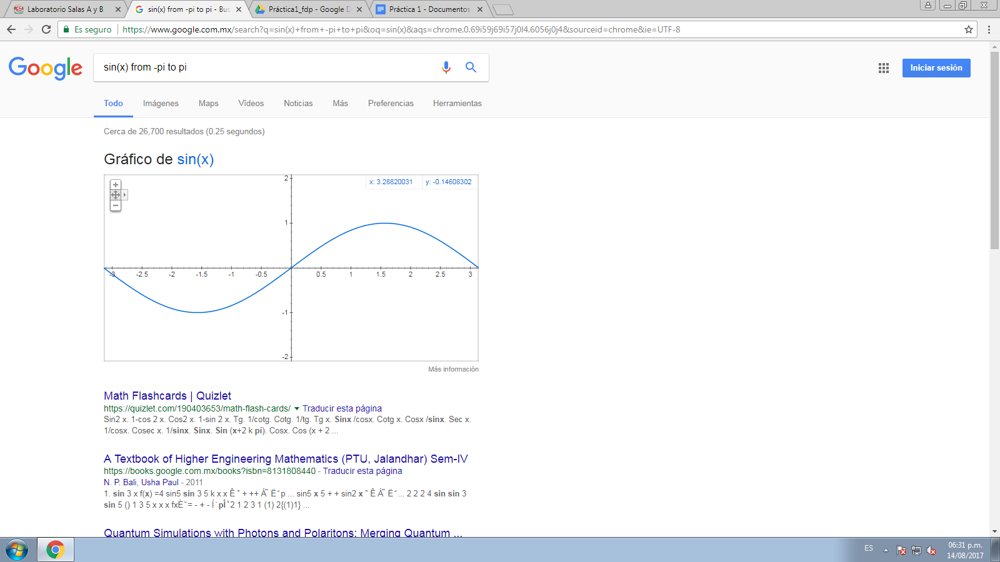 Laboratorio Salas A y B
sin(x) from -pi to pi - Bus
Práctica1_fdp - Google D
Práctica 1 - Documentos
Es seguro
https://www.google.com.mx/search?q=sin(x)+from+-pi+to+pi&oq=sin(x)&aqs=chrome.0.69i59j69i57j0l4.6056j0j4&sourceid=chrome&ie=UTF-8
Google
sin(x) from -pi to pi
Iniciar sesión
Todo Imágenes Maps Vídeos Noticias Más Preferencias Herramientas
Cerca de 26,700 resultados (0.25 segundos)
Gráfico de sin(x)
x: 3.28820031 y: -0.14608302
2
1
-3 -2.5 -2 -1.5 -1 -0.5 0.5 1 1.5 2 2.5 3
-1
-2
Más información
Math Flashcards | Quizlet
https://quizlet.com/190403653/math-flash-cards/ Traducir esta página
Sin2 x. 1-cos 2 x. Cos2 x. 1-sin 2 x. Tg. 1/cotg. Cotg. 1/tg. Tg x. Sinx /cosx. Cotg x. Cosx /sinx. Sec x.
1/cosx. Cosec x. 1/sinx. Sinx. Sin (x+2 k pí). Cosx. Cos (x + 2 ...
A Textbook of Higher Engineering Mathematics (PTU, Jalandhar) Sem-IV
https://books.google.com.mx/books?isbn=8131808440 - Traducir esta página
N. P. Bali, Usha Paul - 2011
1. sin 3 x f(x) =4 sin5 sin 3 5 k x x Ê ˆ + ++ Á˜ Ë¯p ... sin5 x 5 + + sin2 x ˆ Ê Á˜ Ë¯... 2 2 2 4 sin sin 3
sin 5 () 1 3 5 x x x fxÈ˘= - + - Í˙pÎ˚2 1 2 3 1 (1) 2{(1)1} ...
Quantum Simulations with Photons and Polaritons: Merging Quantum ...
ES
06:31 p.m.
14/08/2017